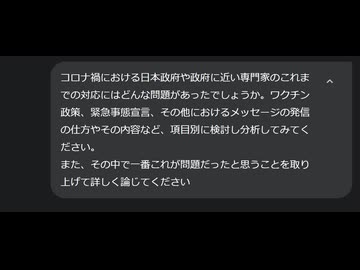 コロナ禍における日本政府や政府に近い専門家のこれま
での対応にはどんな問題があったでしょうか。ワクチン
政策、緊急事態宣言、その他におけるメッセージの発信
の仕方やその内容など、項目別に検討し分析してみてく
ださい。
また、その中で一番これが問題だったと思うことを取り
上げて詳しく論じてください